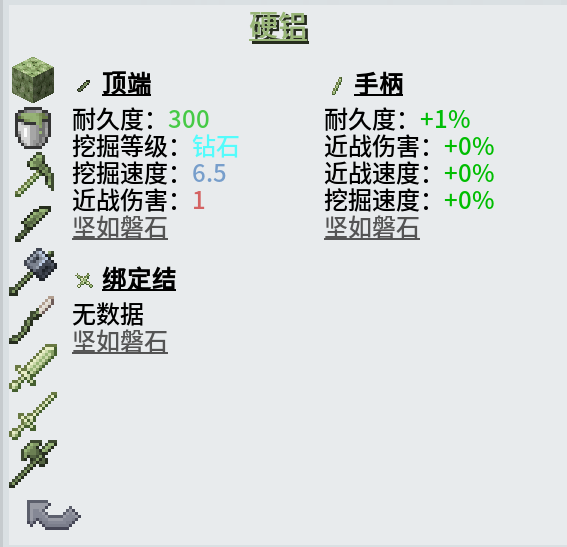 硬铝
顶端
耐久度：300
挖掘等级：钻石
挖掘速度：6.5
近战伤害：1
坚如磐石
手柄
耐久度：+1%
近战伤害：+0%
近战速度：+0%
挖掘速度：+0%
坚如磐石
绑定结
无数据
坚如磐石